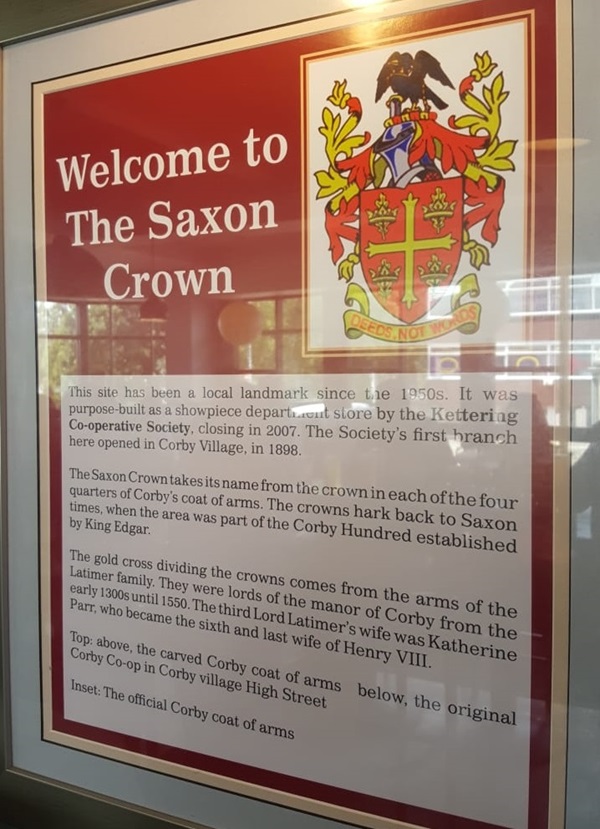 Welcome to
The Saxon
Crown
DEEDS, NOT WORDS
This site has been a local landmark since the 1950s. It was
purpose-built as a showpiece department store by the Kettering
Co-operative Society, closing in 2007. The Society's first branch
here opened in Corby Village, in 1898.
The Saxon Crown takes its name from the crown in each of the four
quarters of Corby's coat of arms. The crowns hark back to Saxon
times, when the area was part of the Corby Hundred established
by King Edgar.
The gold cross dividing the crowns comes from the arms of the
Latimer family. They were lords of the manor of Corby from the
early 1300s until 1550. The third Lord Latimer's wife was Katherine
Parr, who became the sixth and last wife of Henry VIII.
Top: above, the carved Corby coat of arms below, the original
Corby Co-op in Corby village High Street
Inset: The official Corby coat of arms